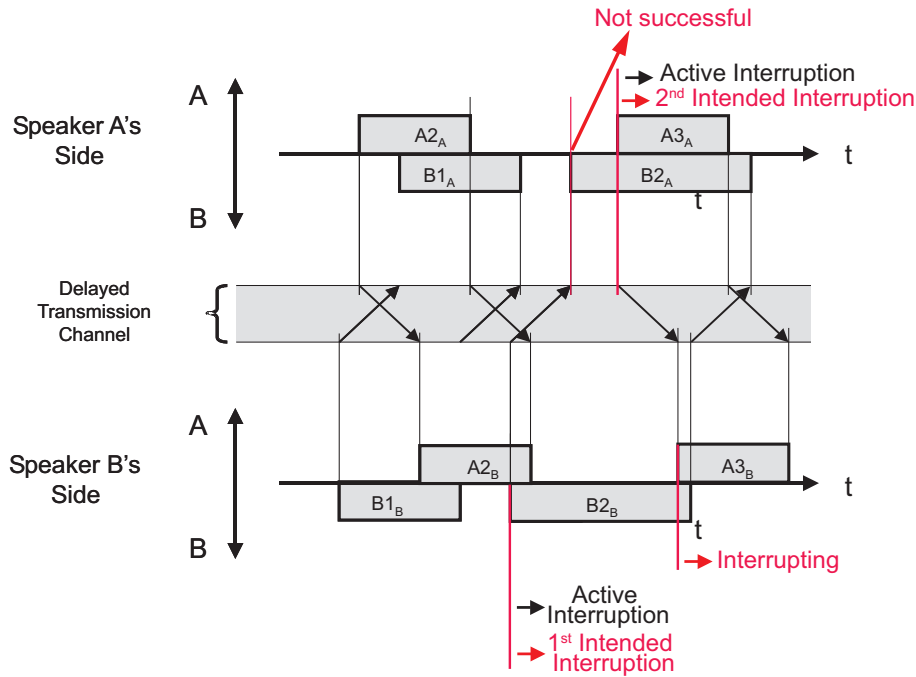 Not successful
Active Interruption
2nd Intended Interruption
A
Speaker A's
Side
A2A
A3A
t
B1A
B2A
t
B
Delayed
Transmission
Channel
A
Speaker B's
Side
A2B
A3B
t
B1B
B2B
t
B
Interrupting
Active
Interruption
1st Intended
Interruption